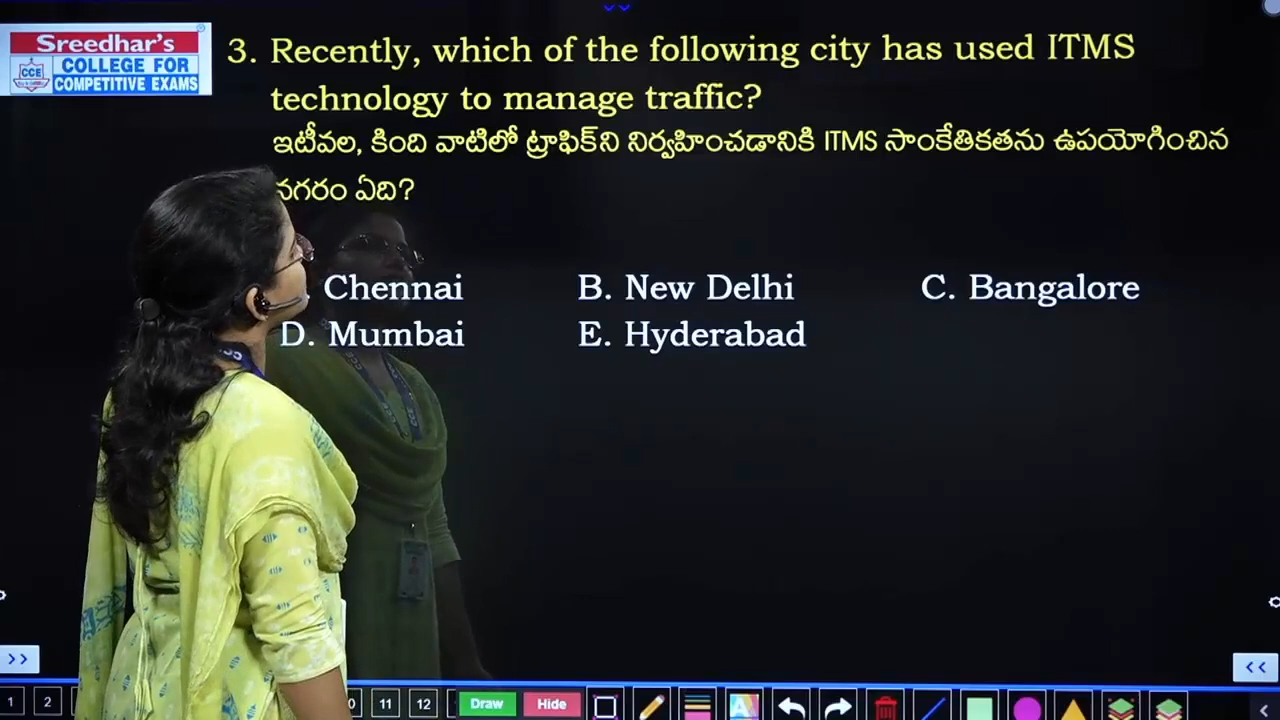 Sreedhar's
CCE
COLLEGE FOR
COMPETITIVE EXAMS
3. Recently, which of the following city has used ITMS
technology to manage traffic?
ఇటీవల, కింది వాటిలో ట్రాఫిక్‌ని నిర్వహించడానికి ITMS సాంకేతికతను ఉపయోగించిన
నగరం ఏది?
Chennai B. New Delhi C. Bangalore
D. Mumbai E. Hyderabad
>> <<
1 2 11 12 Draw Hide